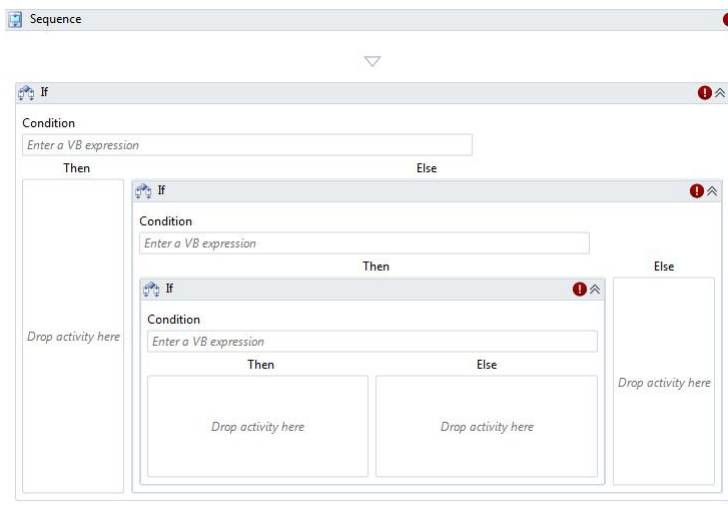 Sequence
If
Condition
Enter a VB expression
Then
Else
If
Condition
Enter a VB expression
Then
Else
If
Condition
Enter a VB expression
Then
Else
Drop activity here
Drop activity here
Drop activity here
Drop activity here